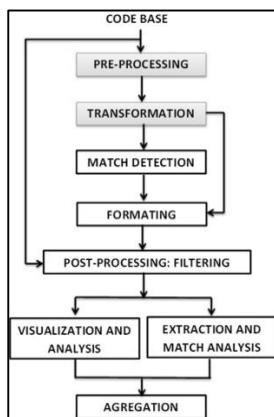 CODE BASE
PRE-PROCESSING
TRANSFORMATION
MATCH DETECTION
FORMATING
POST-PROCESSING: FILTERING
VISUALIZATION AND
ANALYSIS
EXTRACTION AND
MATCH ANALYSIS
AGREGATION